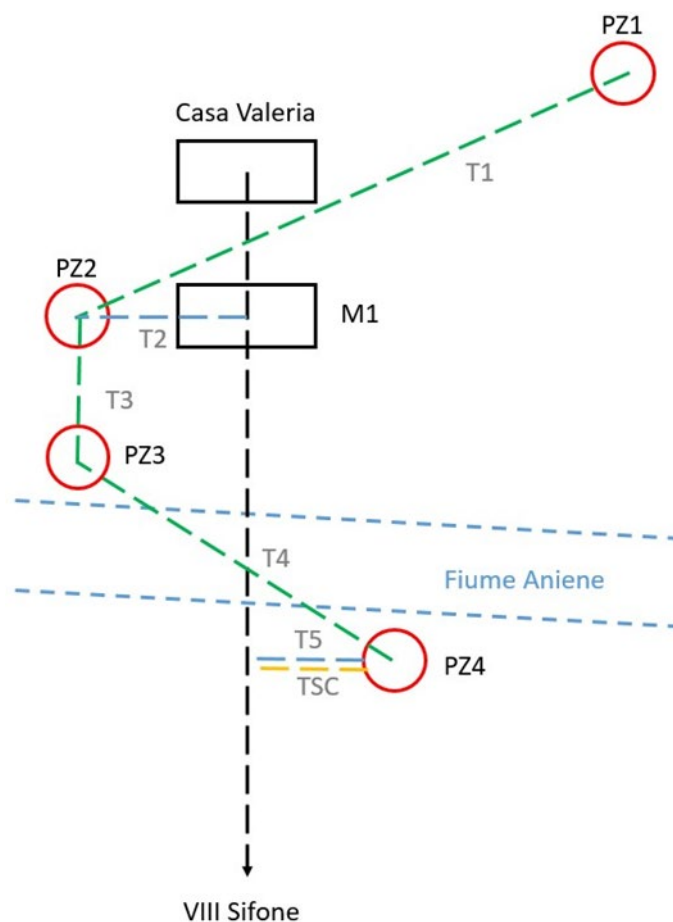 PZ1
Casa Valeria
T1
PZ2
M1
T2
T3
PZ3
T4
Fiume Aniene
T5
PZ4
TSC
VIII Sifone